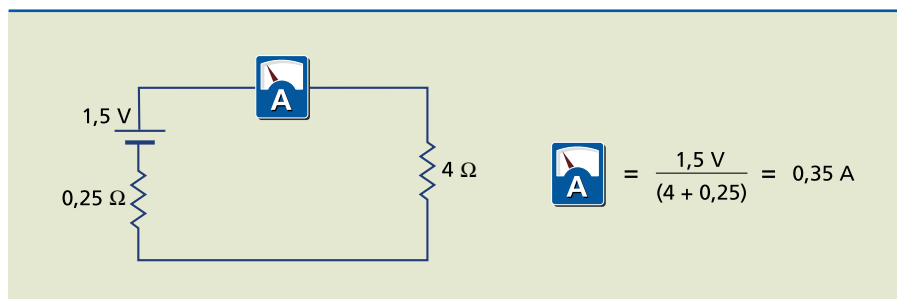 1,5 V
A
0,25 Ω
4 Ω
A = 1,5 V / (4 + 0,25) = 0,35 A